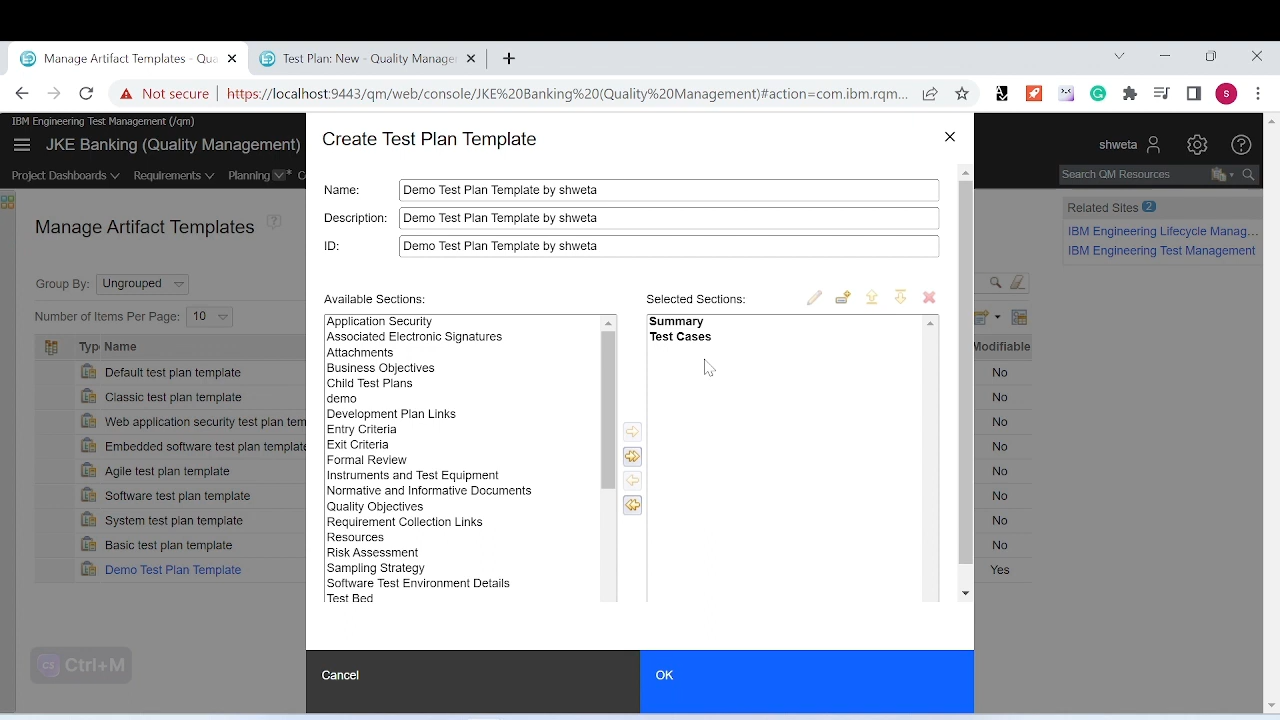 Manage Artifact Templates - Qua
Test Plan: New - Quality Manage
Not secure
https://localhost:9443/qm/web/console/JKE%20Banking%20(Quality%20Management)#action=com.ibm.rqm...
S
IBM Engineering Test Management (/qm)
JKE Banking (Quality Management)
Project Dashboards
Requirements
Planning
*
shweta
Search QM Resources
Manage Artifact Templates
Related Sites 2
IBM Engineering Lifecycle Manag...
IBM Engineering Test Management
Group By: Ungrouped
Number of Items Per Page: 10
Type Name
Modifiable
Default test plan template No
Classic test plan template No
Web application security test plan tem No
Embedded software test plan template No
Agile test plan template No
Software test plan template No
System test plan template No
Basic test plan template No
Demo Test Plan Template Yes
Create Test Plan Template
Name: Demo Test Plan Template by shweta
Description: Demo Test Plan Template by shweta
ID: Demo Test Plan Template by shweta
Available Sections:
Application Security
Associated Electronic Signatures
Attachments
Business Objectives
Child Test Plans
demo
Development Plan Links
Entry Criteria
Exit Criteria
Formal Review
Instruments and Test Equipment
Normative and Informative Documents
Quality Objectives
Requirement Collection Links
Resources
Risk Assessment
Sampling Strategy
Software Test Environment Details
Test Bed
Selected Sections:
Summary
Test Cases
Cancel
OK
CS Ctrl+M